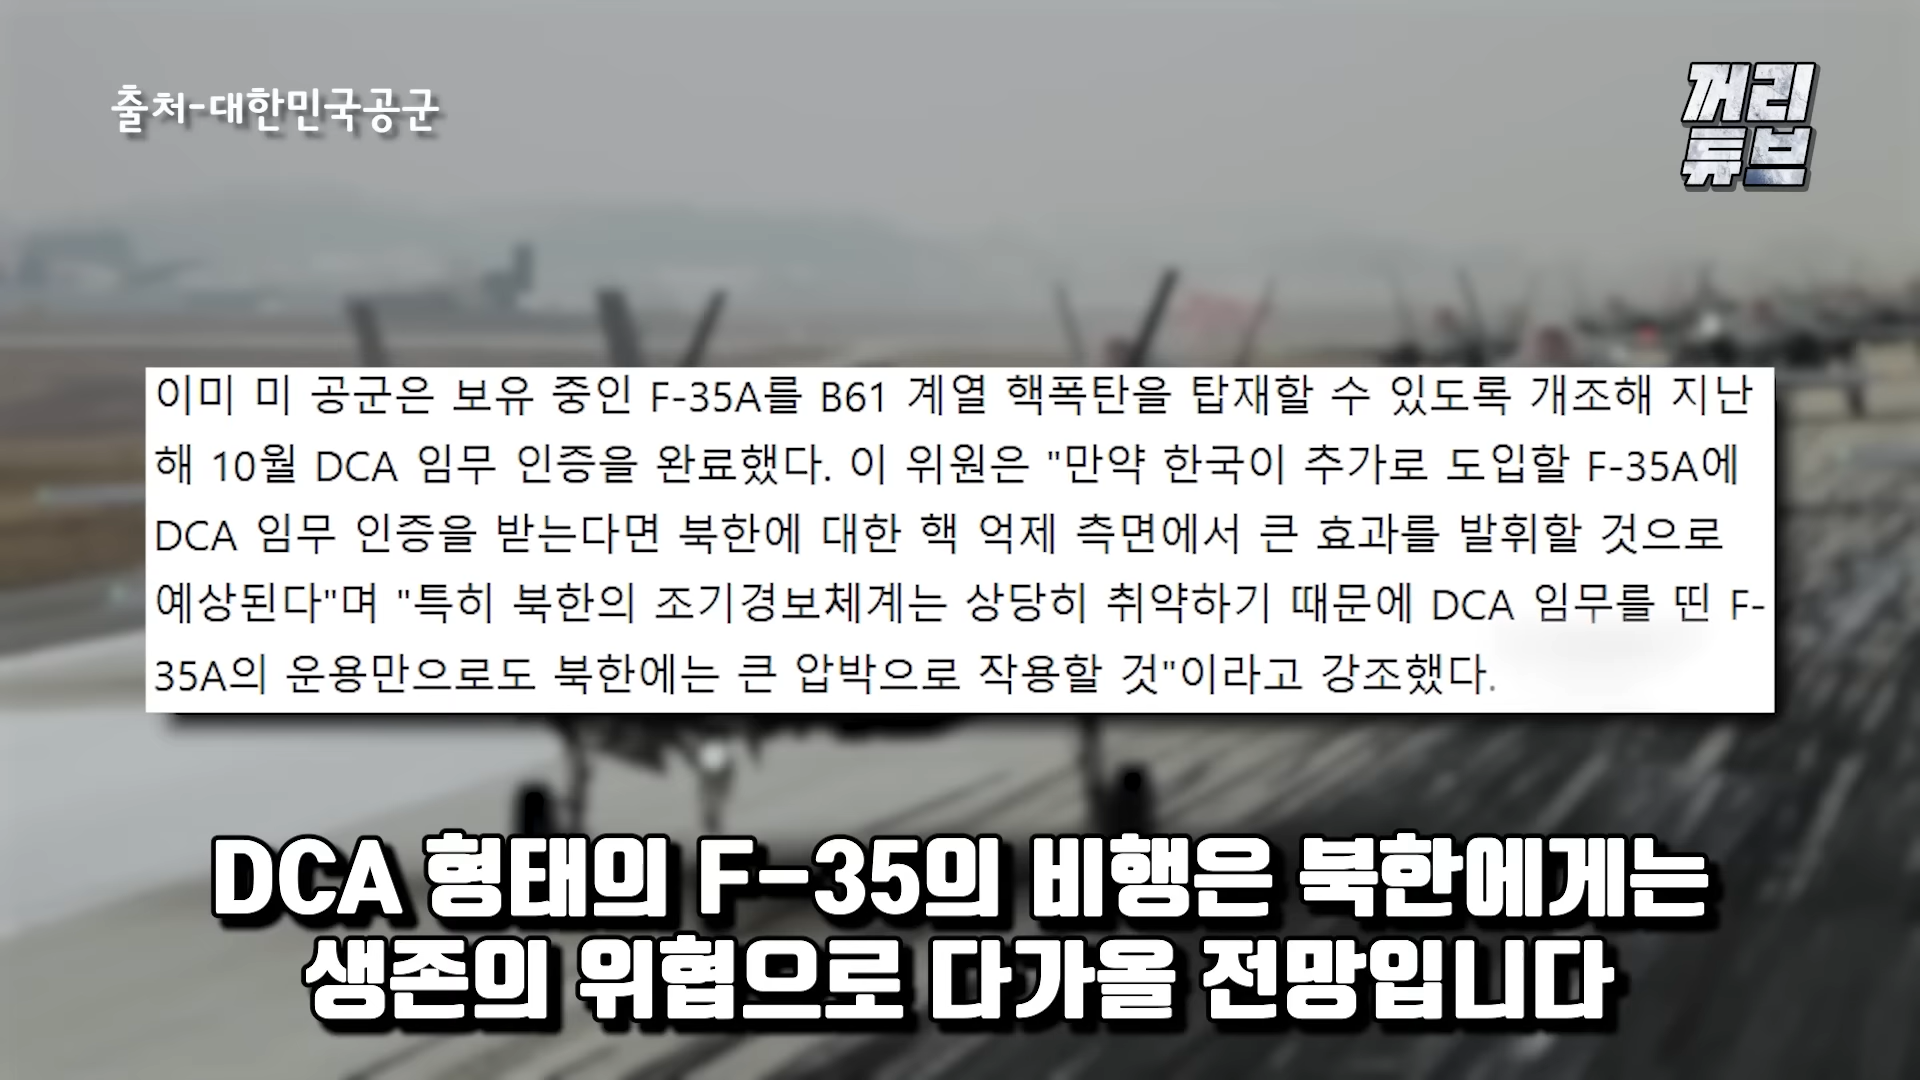 출처-대한민국공군
꺼리
튜브
이미 미 공군은 보유 중인 F-35A를 B61 계열 핵폭탄을 탑재할 수 있도록 개조해 지난
해 10월 DCA 임무 인증을 완료했다. 이 위원은 "만약 한국이 추가로 도입할 F-35A에
DCA 임무 인증을 받는다면 북한에 대한 핵 억제 측면에서 큰 효과를 발휘할 것으로
예상된다"며 "특히 북한의 조기경보체계는 상당히 취약하기 때문에 DCA 임무를 띤 F-
35A의 운용만으로도 북한에는 큰 압박으로 작용할 것"이라고 강조했다.
DCA 형태의 F-35의 비행은 북한에게는
생존의 위협으로 다가올 전망입니다